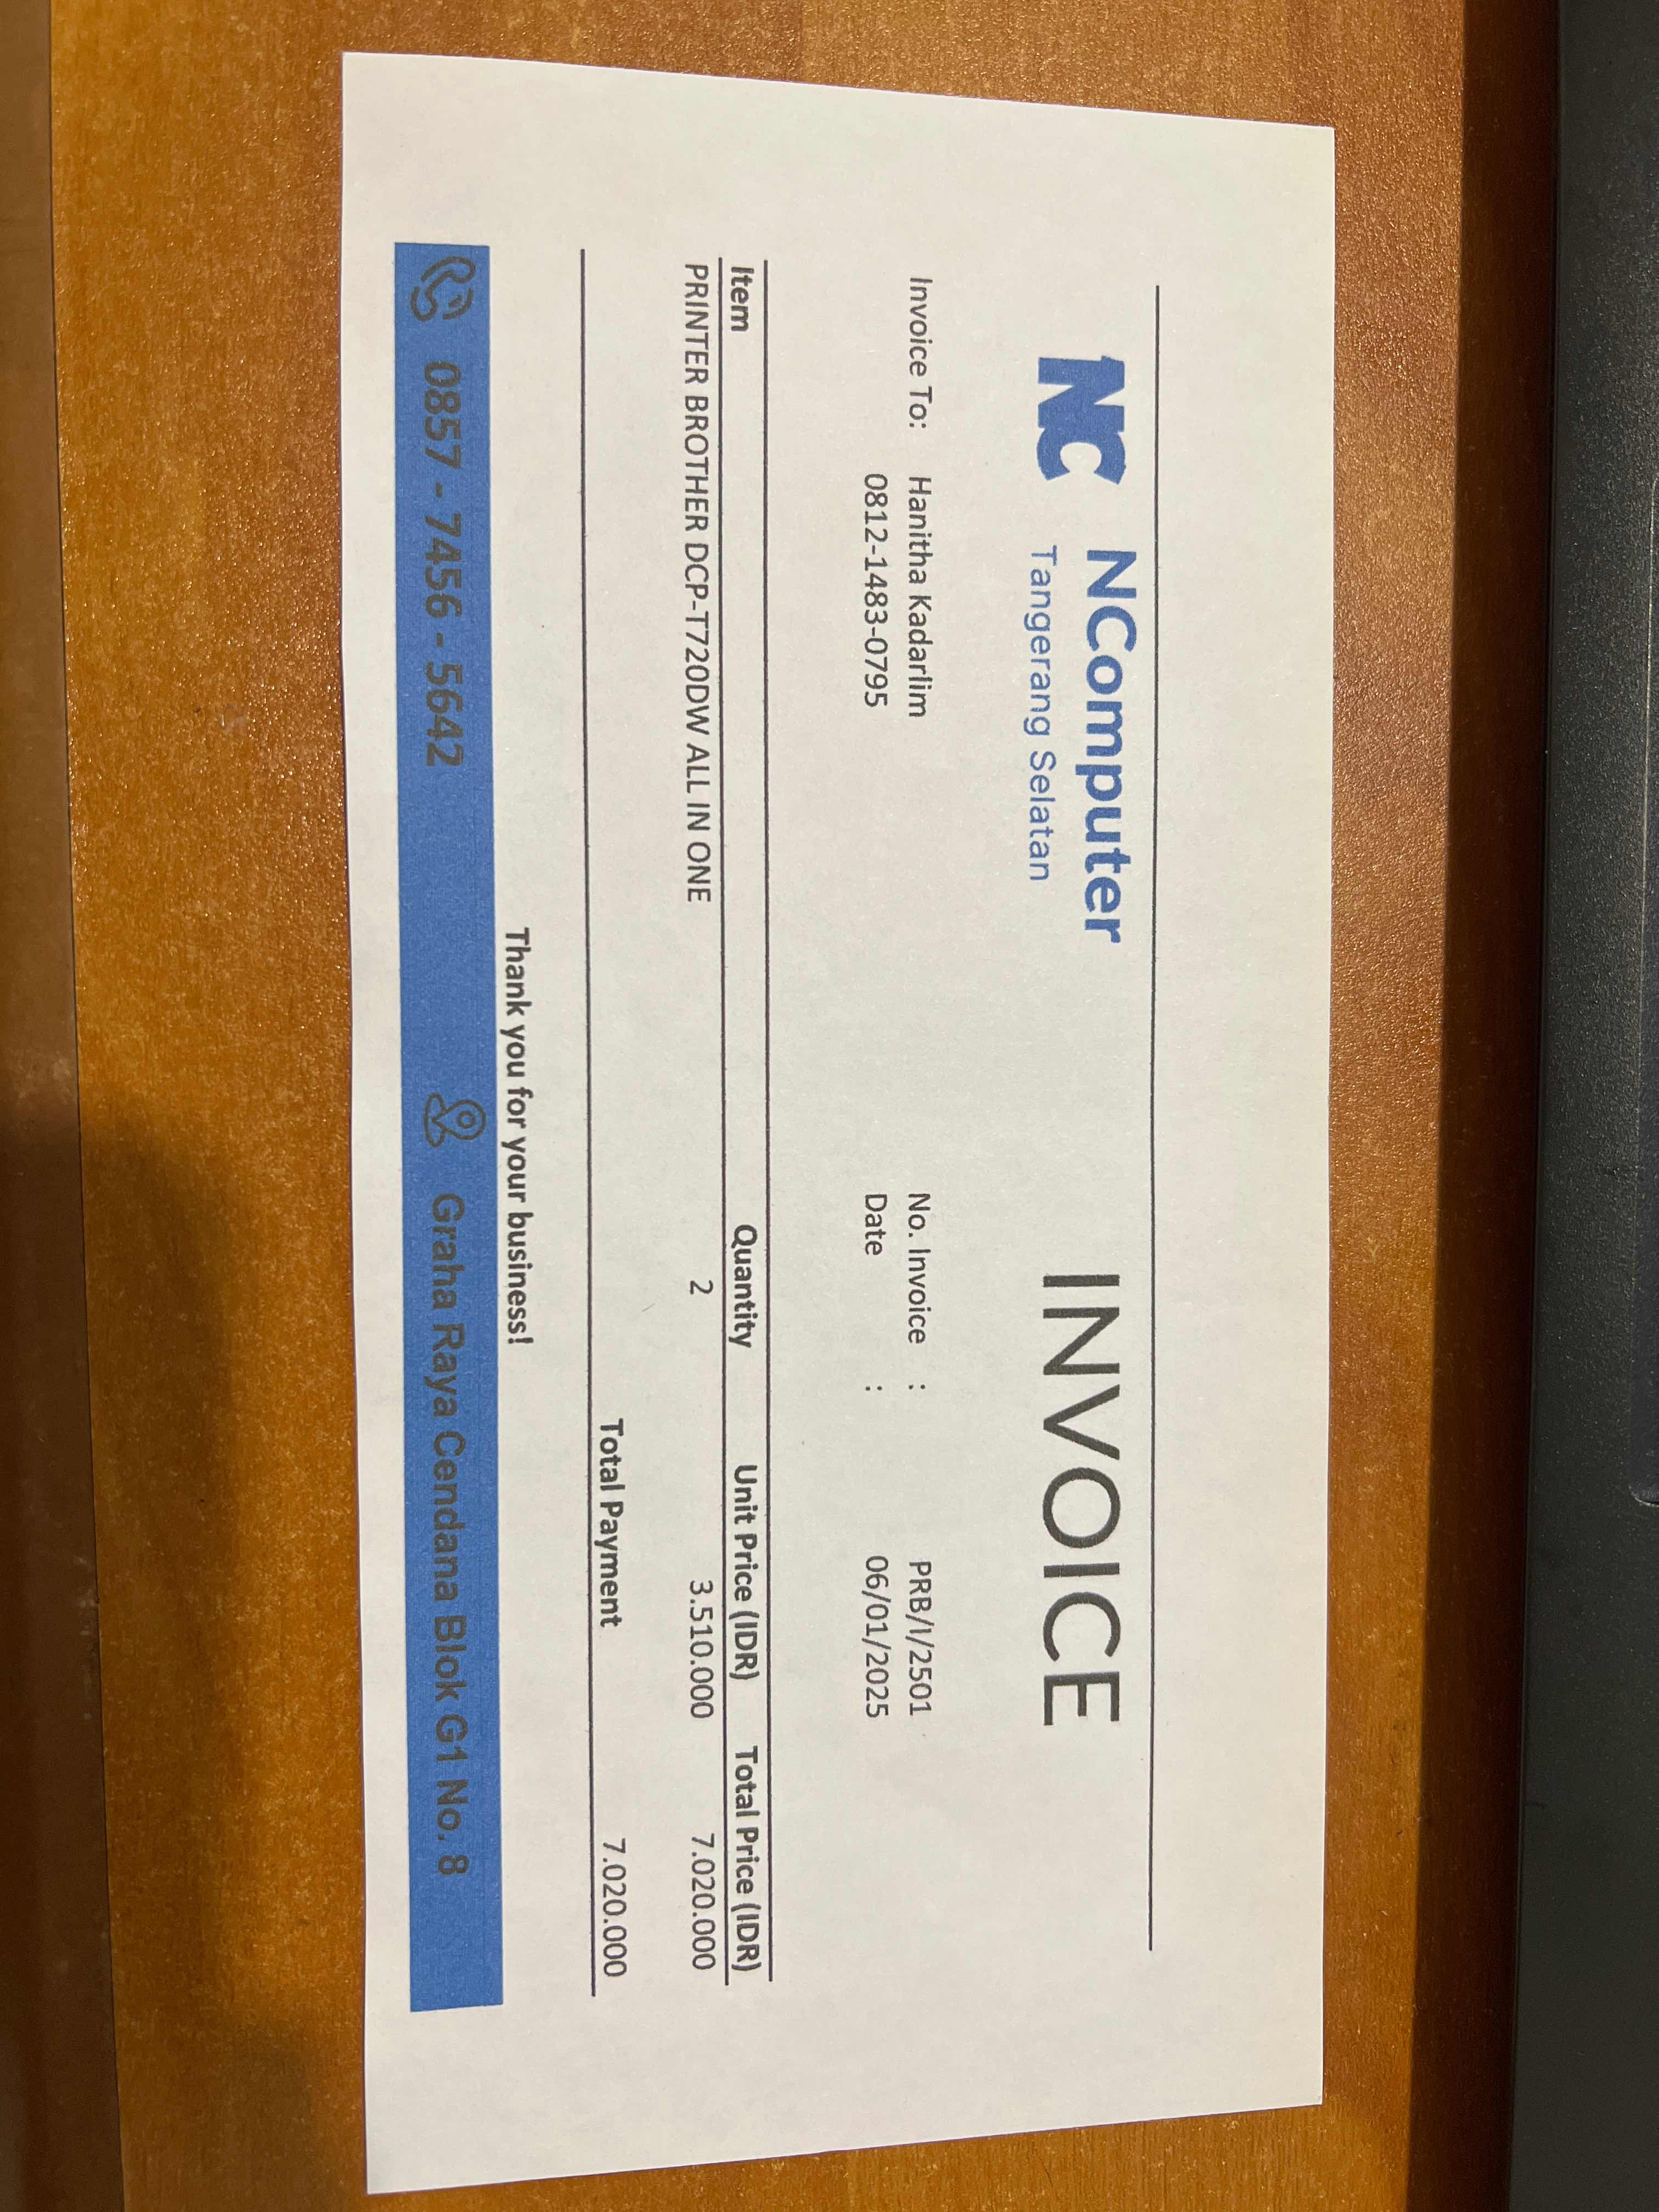 NC NComputer INVOICE
Tangerang Selatan
Invoice To: Hanitha Kadarlim No. Invoice : PRB/I/2501
0812-1483-0795 Date : 06/01/2025
Item Quantity Unit Price (IDR) Total Price (IDR)
PRINTER BROTHER DCP-T720DW ALL IN ONE 2 3.510.000 7.020.000
Total Payment 7.020.000
Thank you for your business!
0857 - 7456 - 5642 Graha Raya Cendana Blok G1 No. 8